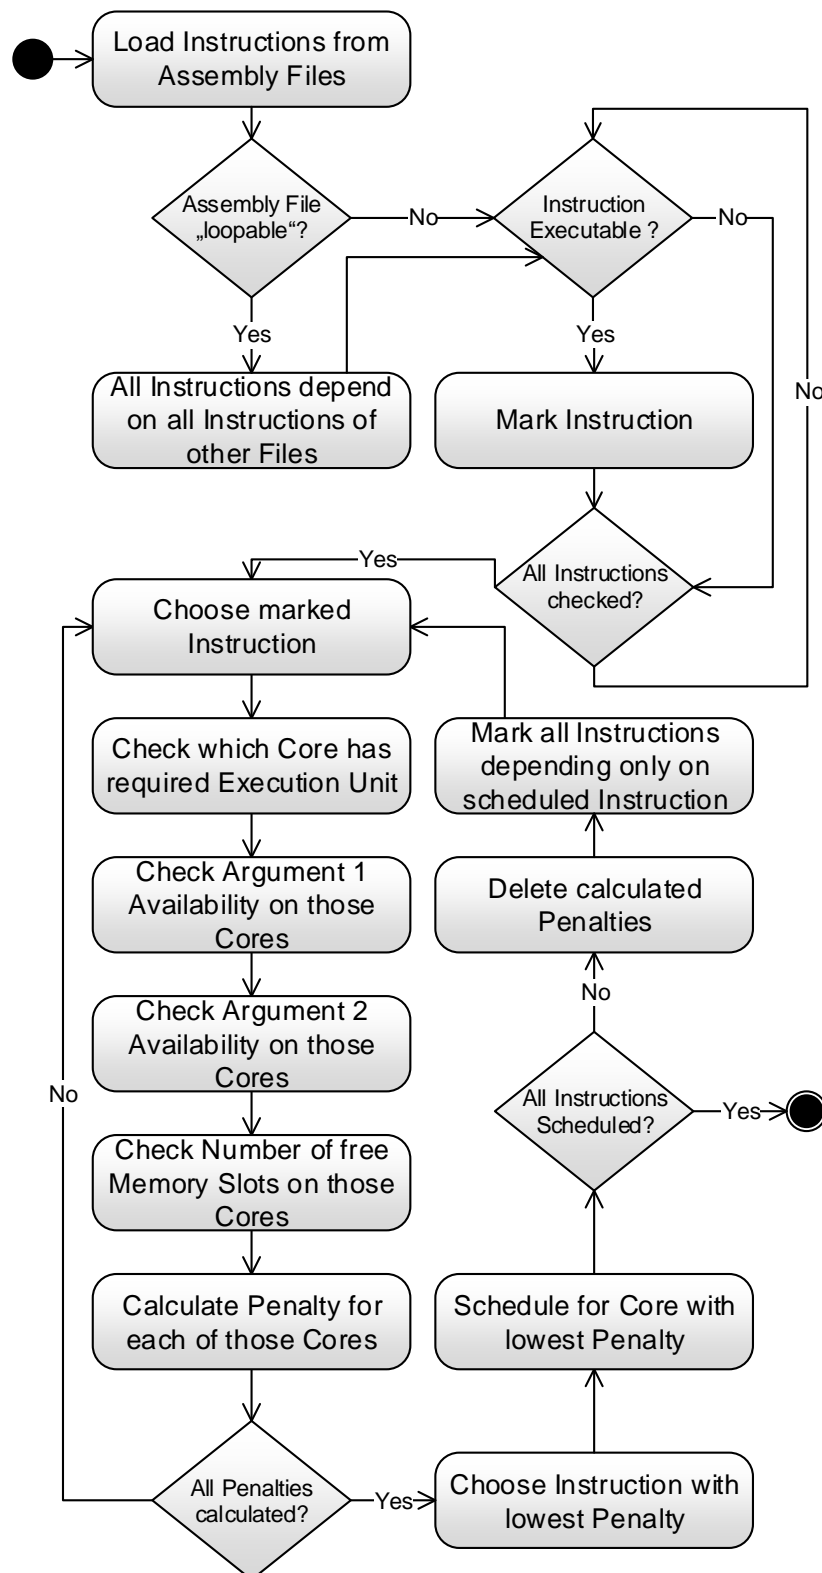 Load Instructions from
Assembly Files
Assembly File
„loopable“?
No
Instruction
Executable ?
No
Yes
Yes
All Instructions depend
on all Instructions of
other Files
Mark Instruction
No
Yes
All Instructions
checked?
Choose marked
Instruction
Check which Core has
required Execution Unit
Mark all Instructions
depending only on
scheduled Instruction
Check Argument 1
Availability on those
Cores
Delete calculated
Penalties
No
Check Argument 2
Availability on those
Cores
No
All Instructions
Scheduled?
Yes
Check Number of free
Memory Slots on those
Cores
Calculate Penalty for
each of those Cores
Schedule for Core with
lowest Penalty
All Penalties
calculated?
Yes
Choose Instruction with
lowest Penalty